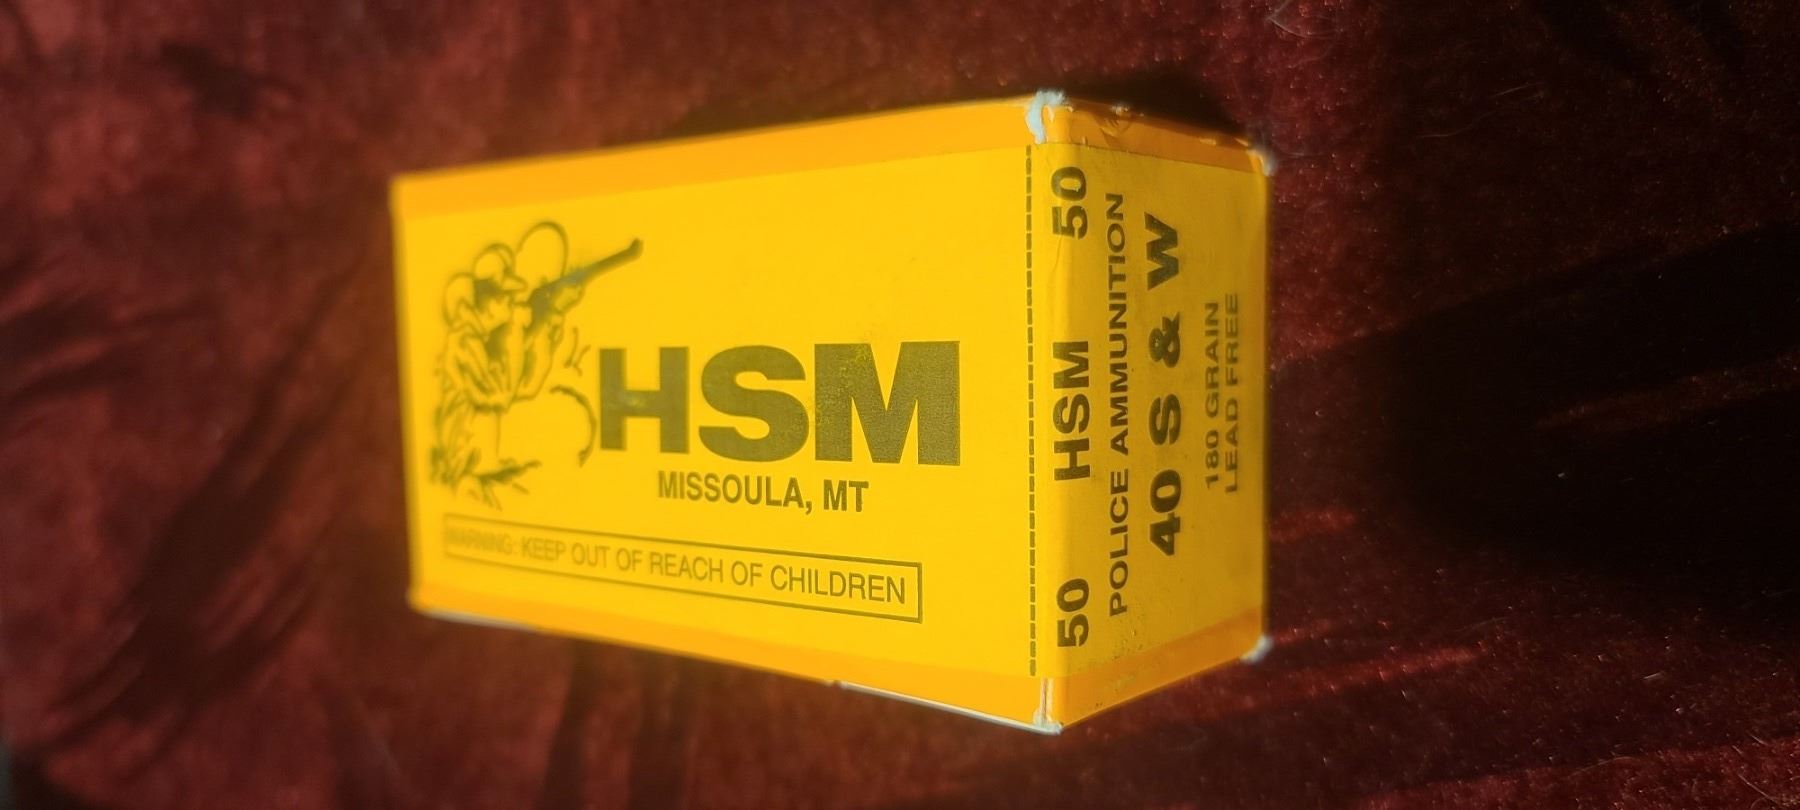 HSM
MISSOULA, MT
WARNING: KEEP OUT OF REACH OF CHILDREN
50 HSM 50
POLICE AMMUNITION
40 S & W
180 GRAIN
LEAD FREE